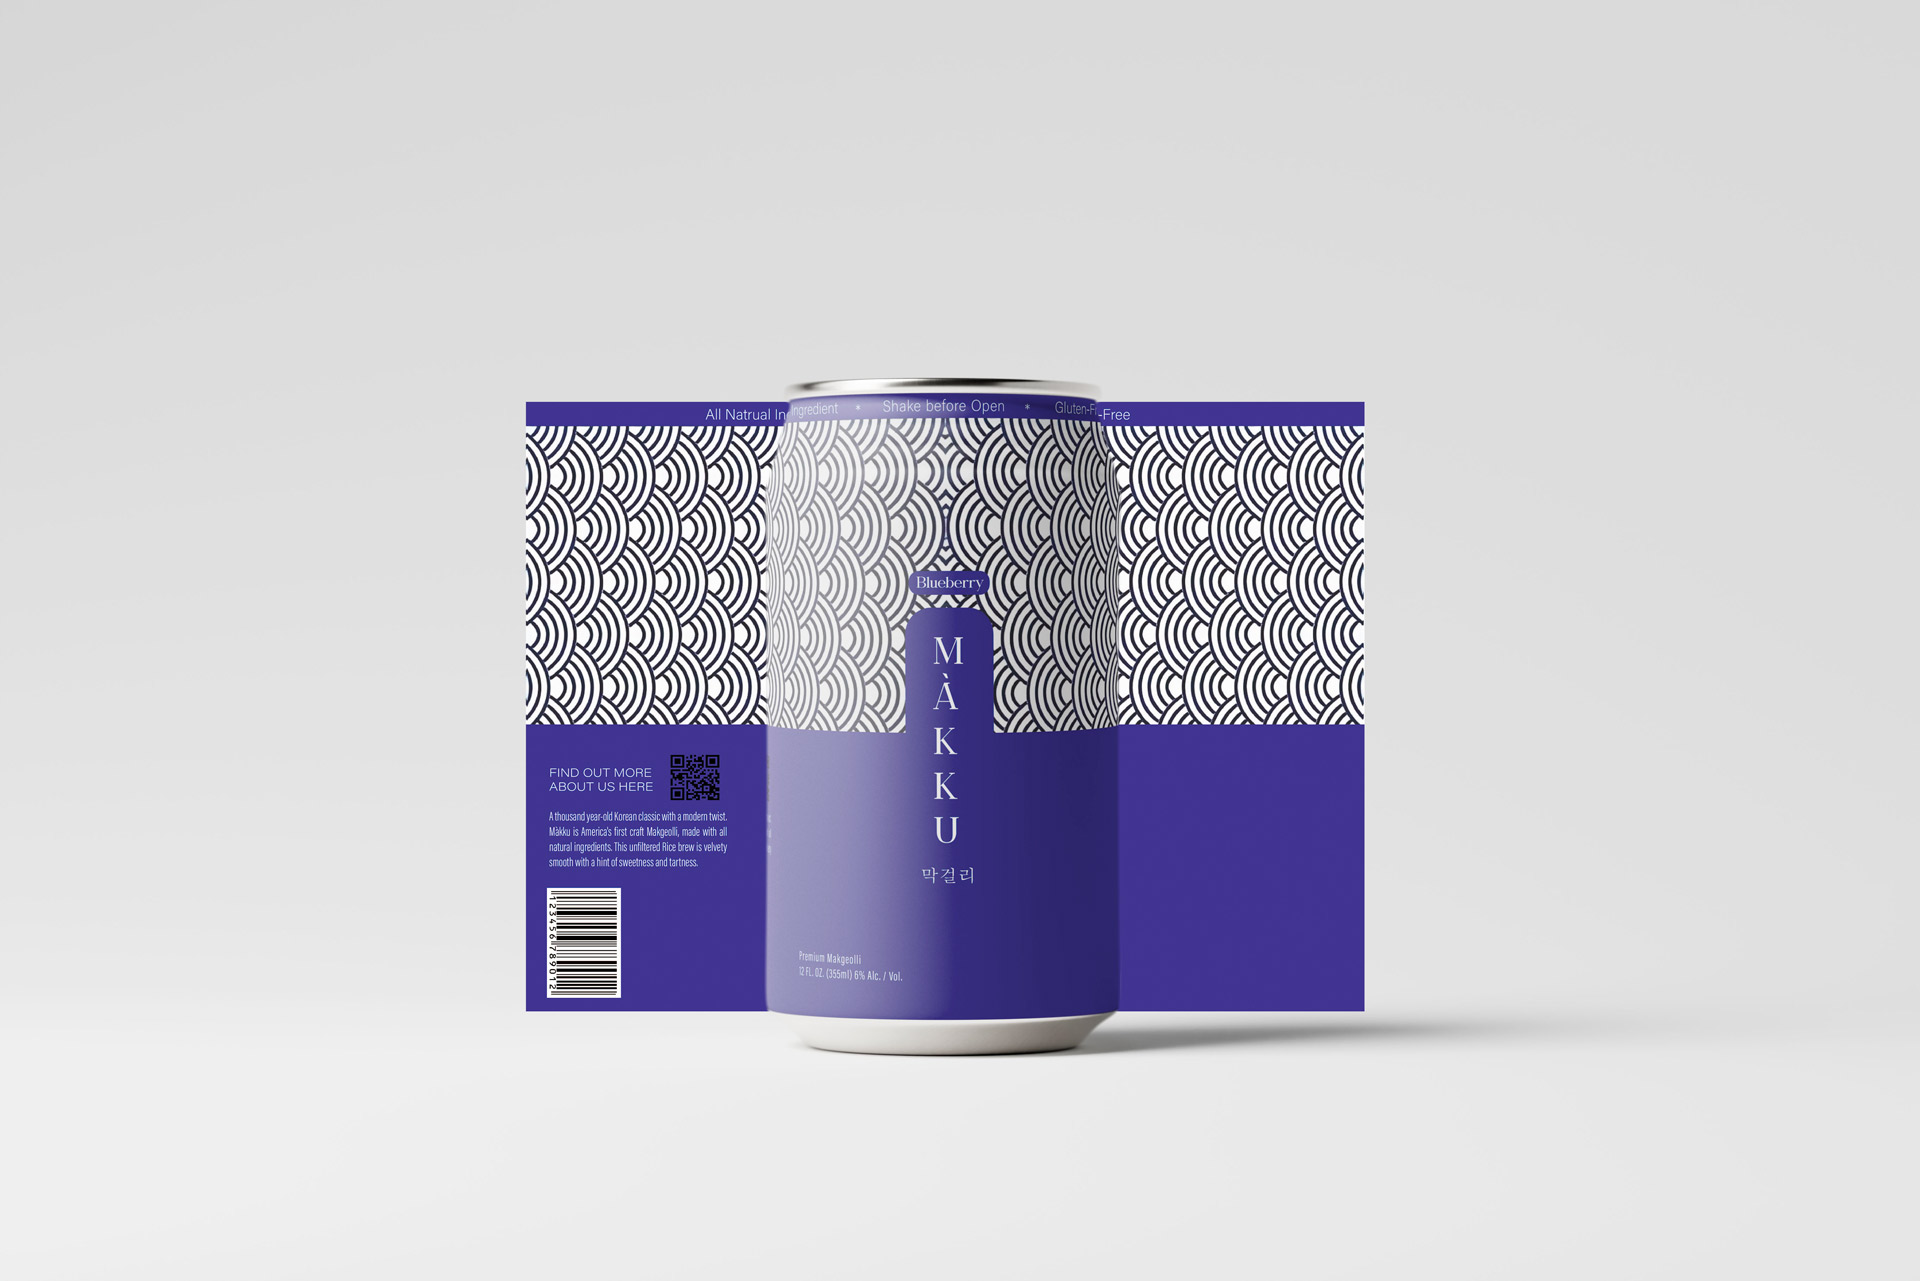 All Natrual In
Ingredient * Shake before Open * Gluten-F
-Free
Blueberry
M
À
K
K
U
막걸리
FIND OUT MORE
ABOUT US HERE
A thousand year-old Korean classic with a modern twist.
Màkku is America's first craft Makgeolli, made with all
natural ingredients. This unfiltered Rice brew is velvety
smooth with a hint of sweetness and tartness.
123456789012
Premium Makgeolli
12 FL. OZ. (355ml) 6% Alc. / Vol.